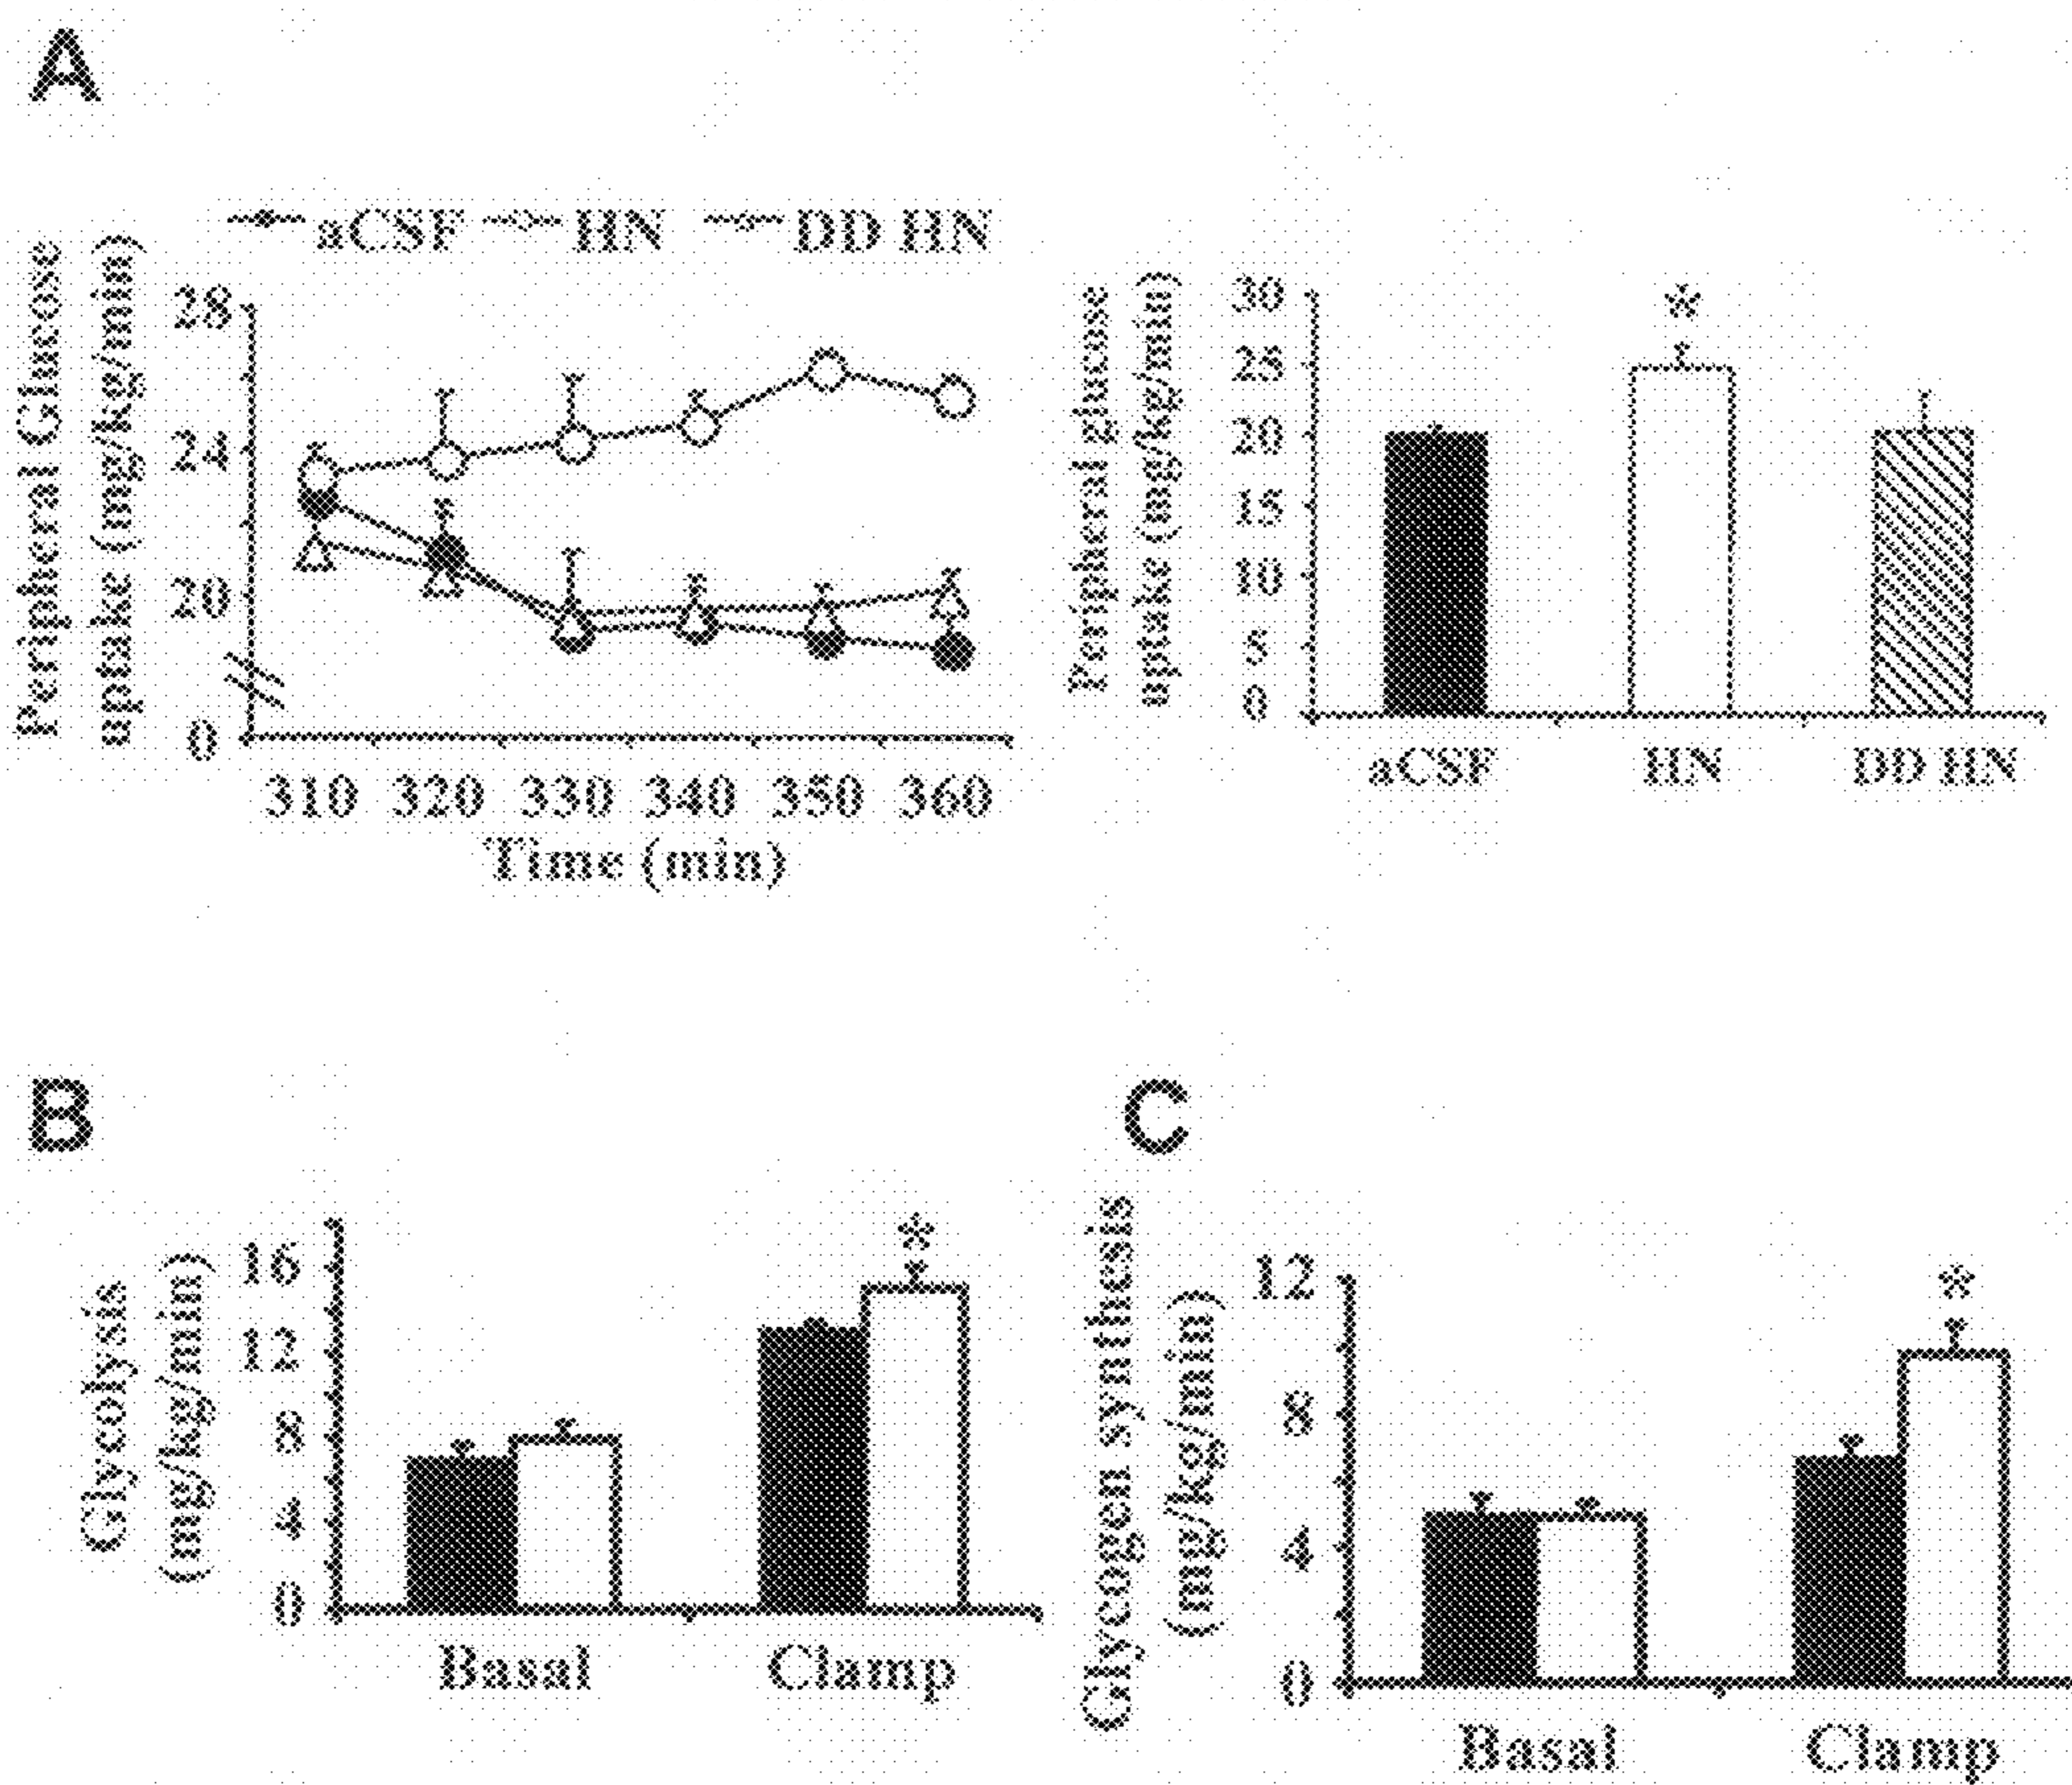 A
aCSF HN DD HN
Peripheral Glucose
uptake (mg/kg/min)
28
24
20
0
310 320 330 340 350 360
Time (min)
Peripheral glucose
uptake (mg/kg/min)
30
25
20
15
10
5
0
*
aCSF HN DD HN
B
Glycolysis
(mg/kg/min)
16
12
8
4
0
*
Basal Clamp
C
Glycogen synthesis
(mg/kg/min)
12
8
4
0
*
Basal Clamp